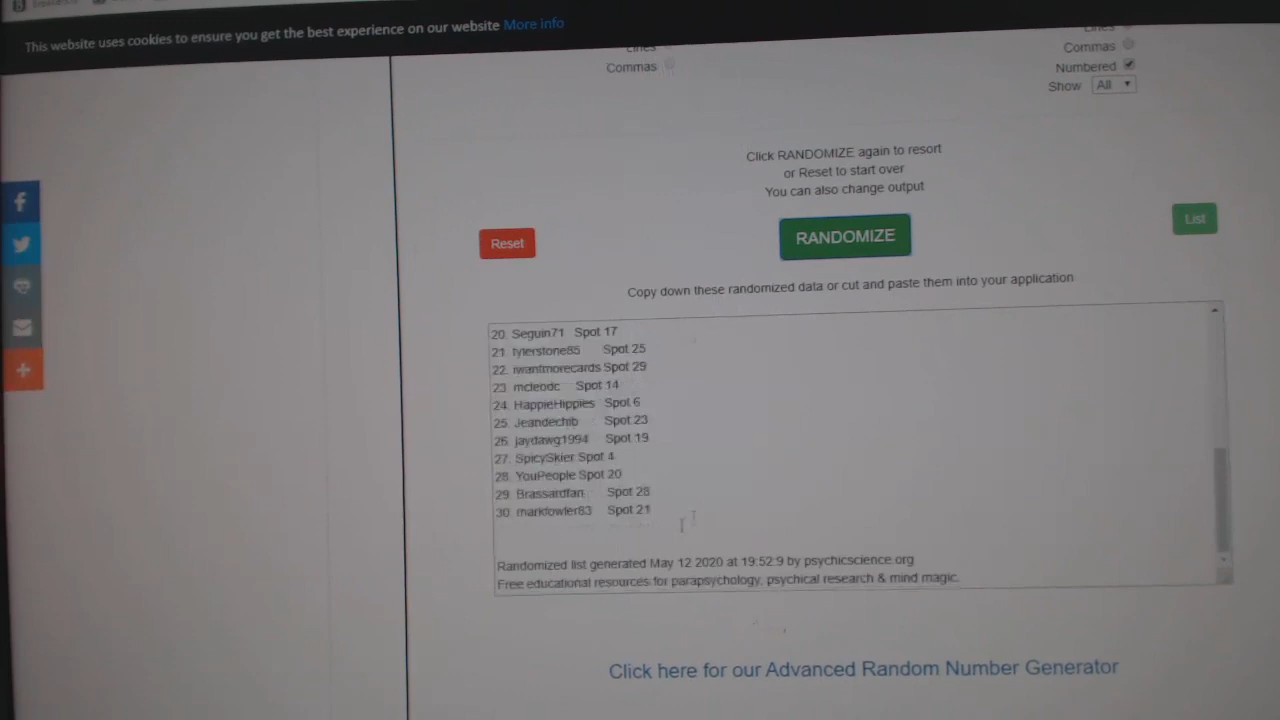 This website uses cookies to ensure you get the best experience on our website More info
Commas
Commas
Numbered
Show All
Click RANDOMIZE again to resort
or Reset to start over
You can also change output
Reset
RANDOMIZE
List
Copy down these randomized data or cut and paste them into your application
20. Seguin71 Spot 17
21. tylerstone85 Spot 25
22. iwantmorecards Spot 29
23. mcleodc Spot 14
24. HappieHippies Spot 6
25. Jeandechib Spot 23
26. jaydawg1994 Spot 19
27. SpicySkier Spot 4
28. YouPeople Spot 20
29. Brassardfan Spot 28
30. markfowler83 Spot 21
Randomized list generated May 12 2020 at 19:52:9 by psychicscience.org
Free educational resources for parapsychology, psychical research & mind magic.
Click here for our Advanced Random Number Generator